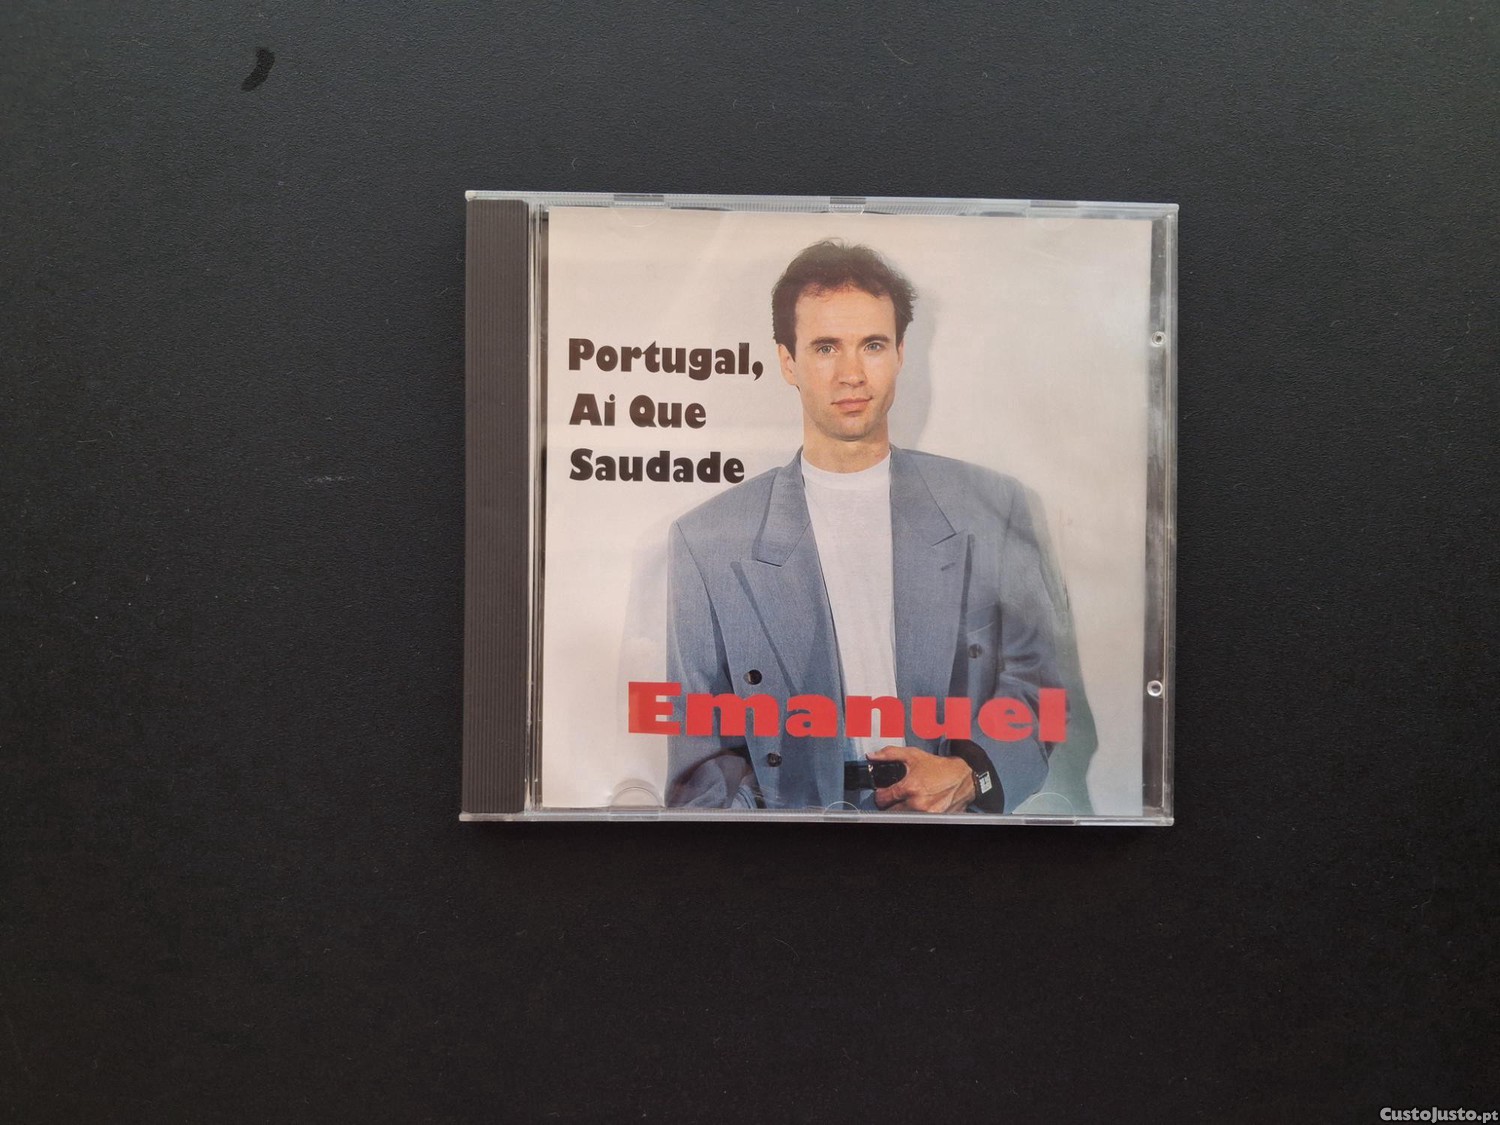 Portugal,
Ai Que
Saudade
Emanuel
CustoJusto.pt